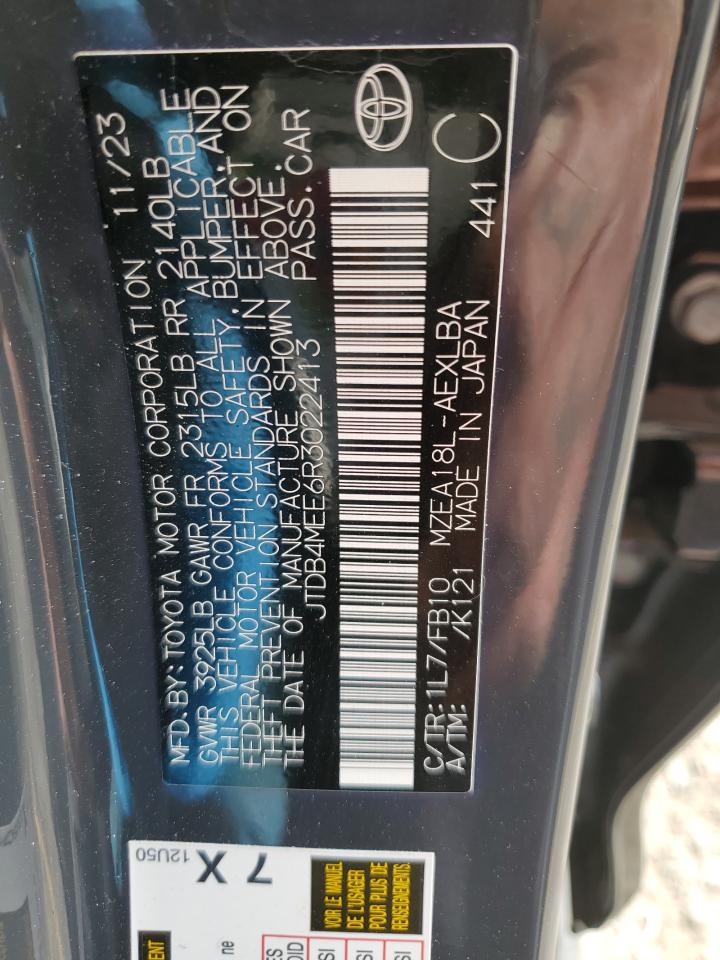 MFD. BY: TOYOTA MOTOR CORPORATION 11/23
GVWR 3925LB GAWR FR 2315LB RR 2140LB
THIS VEHICLE CONFORMS TO ALL APPLICABLE
FEDERAL MOTOR VEHICLE SAFETY, BUMPER, AND
THEFT PREVENTION STANDARDS IN EFFECT ON
THE DATE OF MANUFACTURE SHOWN ABOVE.
JTDB4MEE6R3022413 PASS. CAR
C/TR: 1L7/FB10 MZEA18L-AEXLBA 441 C
A/TM: /K121 MADE IN JAPAN
12U50
7 X
VOIR LE MANUEL
DE L'USAGER
POUR PLUS DE
RENSEIGNEMENTS